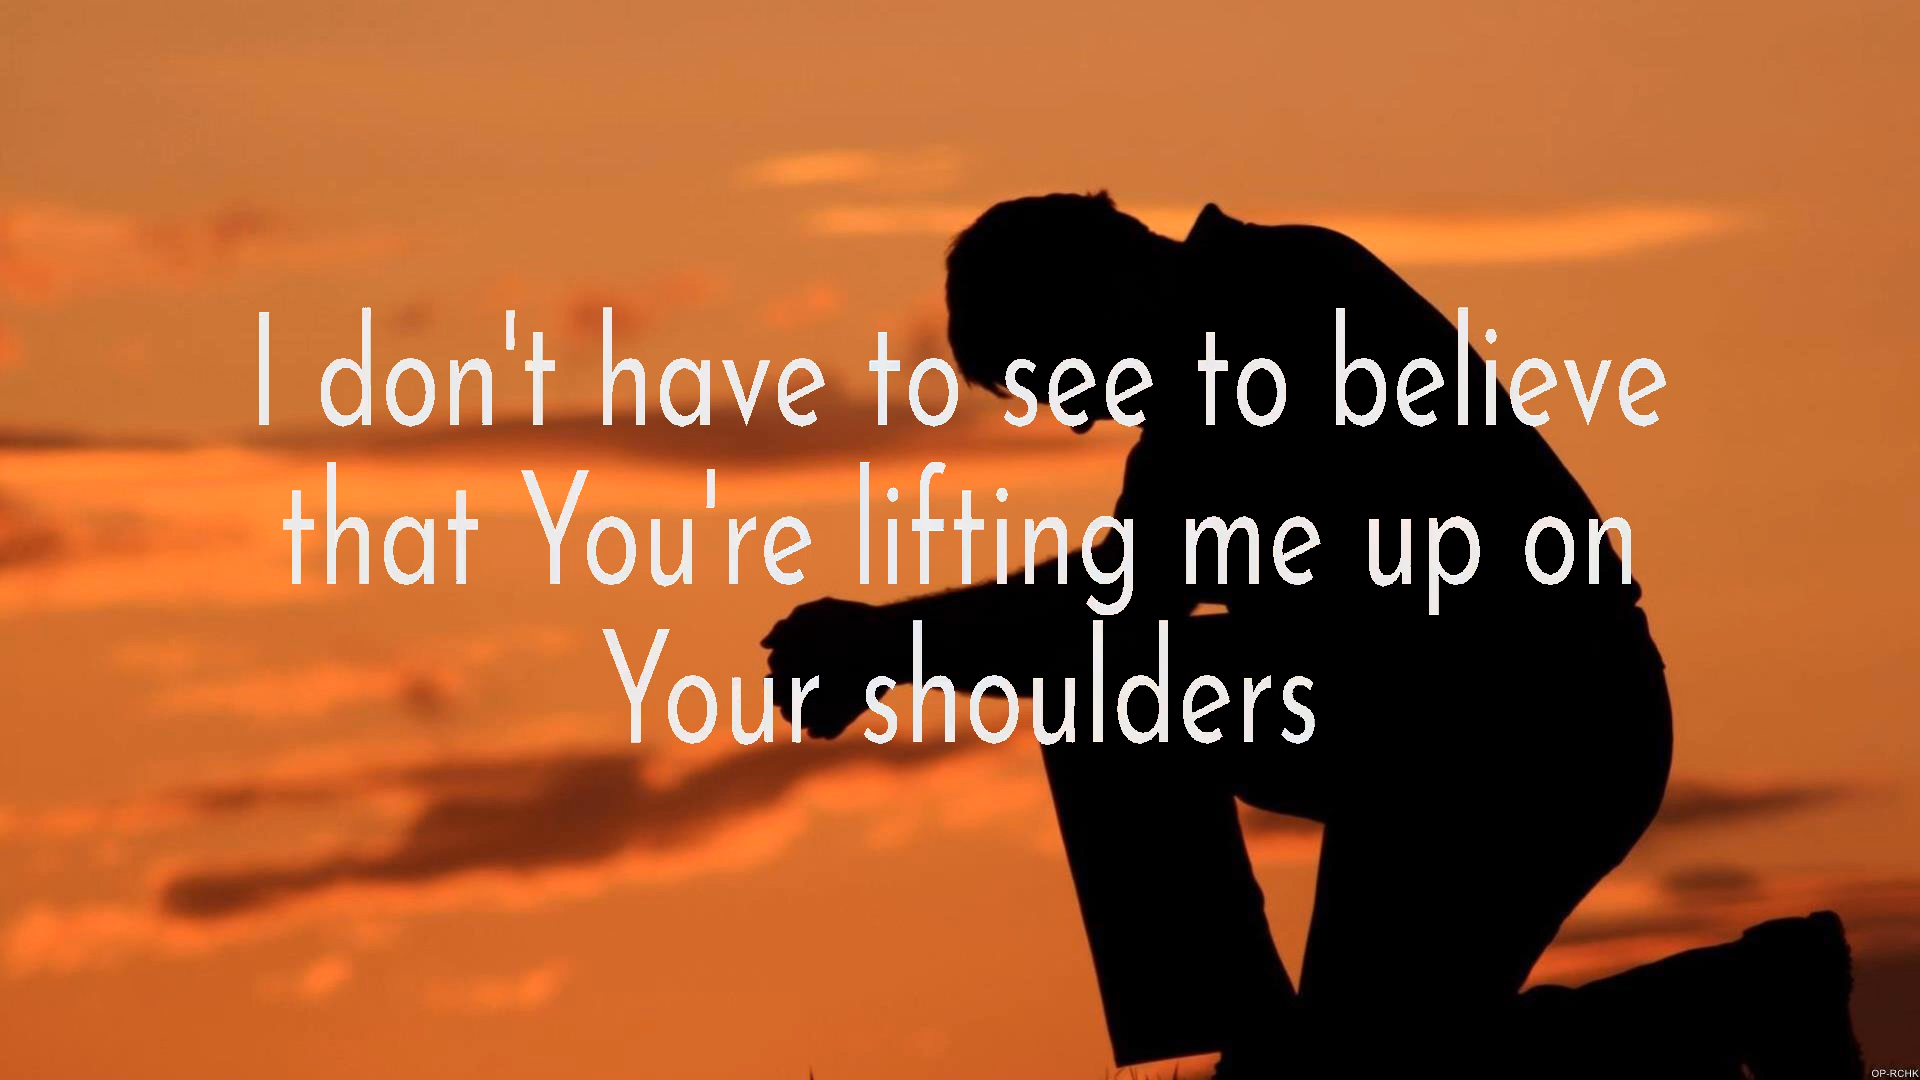 I don't have to see to believe
that You're lifting me up on
Your shoulders
OP-RCHK